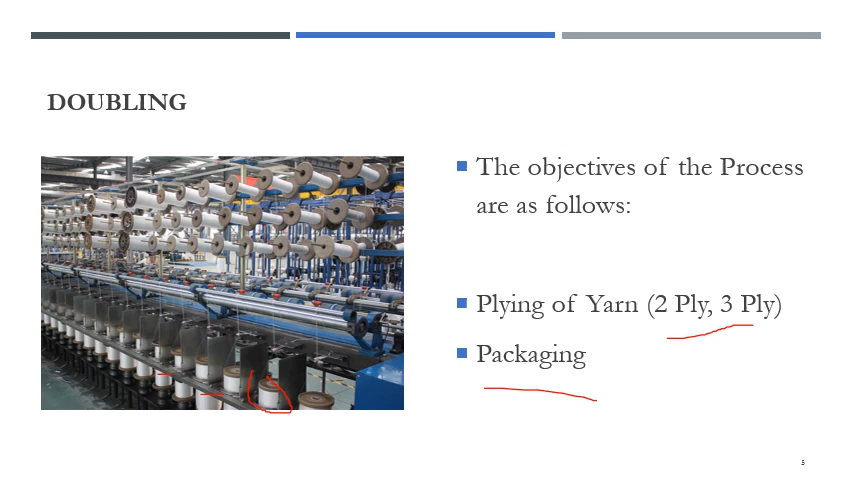 DOUBLING
The objectives of the Process
are as follows:
Plying of Yarn (2 Ply, 3 Ply)
Packaging
5